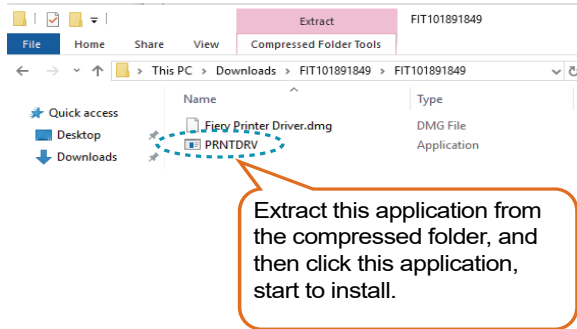 Extract FIT101891849
File Home Share View Compressed Folder Tools
This PC > Downloads > FIT101891849 > FIT101891849
Name Type
Quick access
Fiery Printer Driver.dmg DMG File
Desktop PRNTDRV Application
Downloads
Extract this application from
the compressed folder, and
then click this application,
start to install.